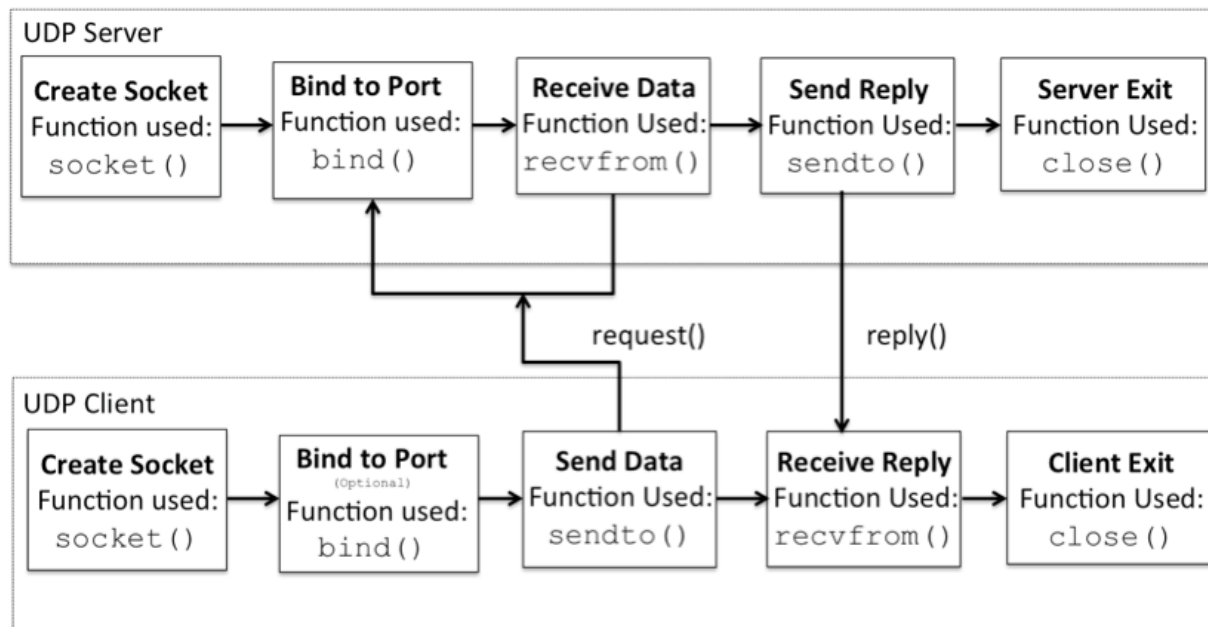 UDP Server
Create Socket
Function used:
socket()
Bind to Port
Function used:
bind()
Receive Data
Function Used:
recvfrom()
Send Reply
Function Used:
sendto()
Server Exit
Function Used:
close()
request()
reply()
UDP Client
Create Socket
Function used:
socket()
Bind to Port
(Optional)
Function used:
bind()
Send Data
Function Used:
sendto()
Receive Reply
Function Used:
recvfrom()
Client Exit
Function Used:
close()